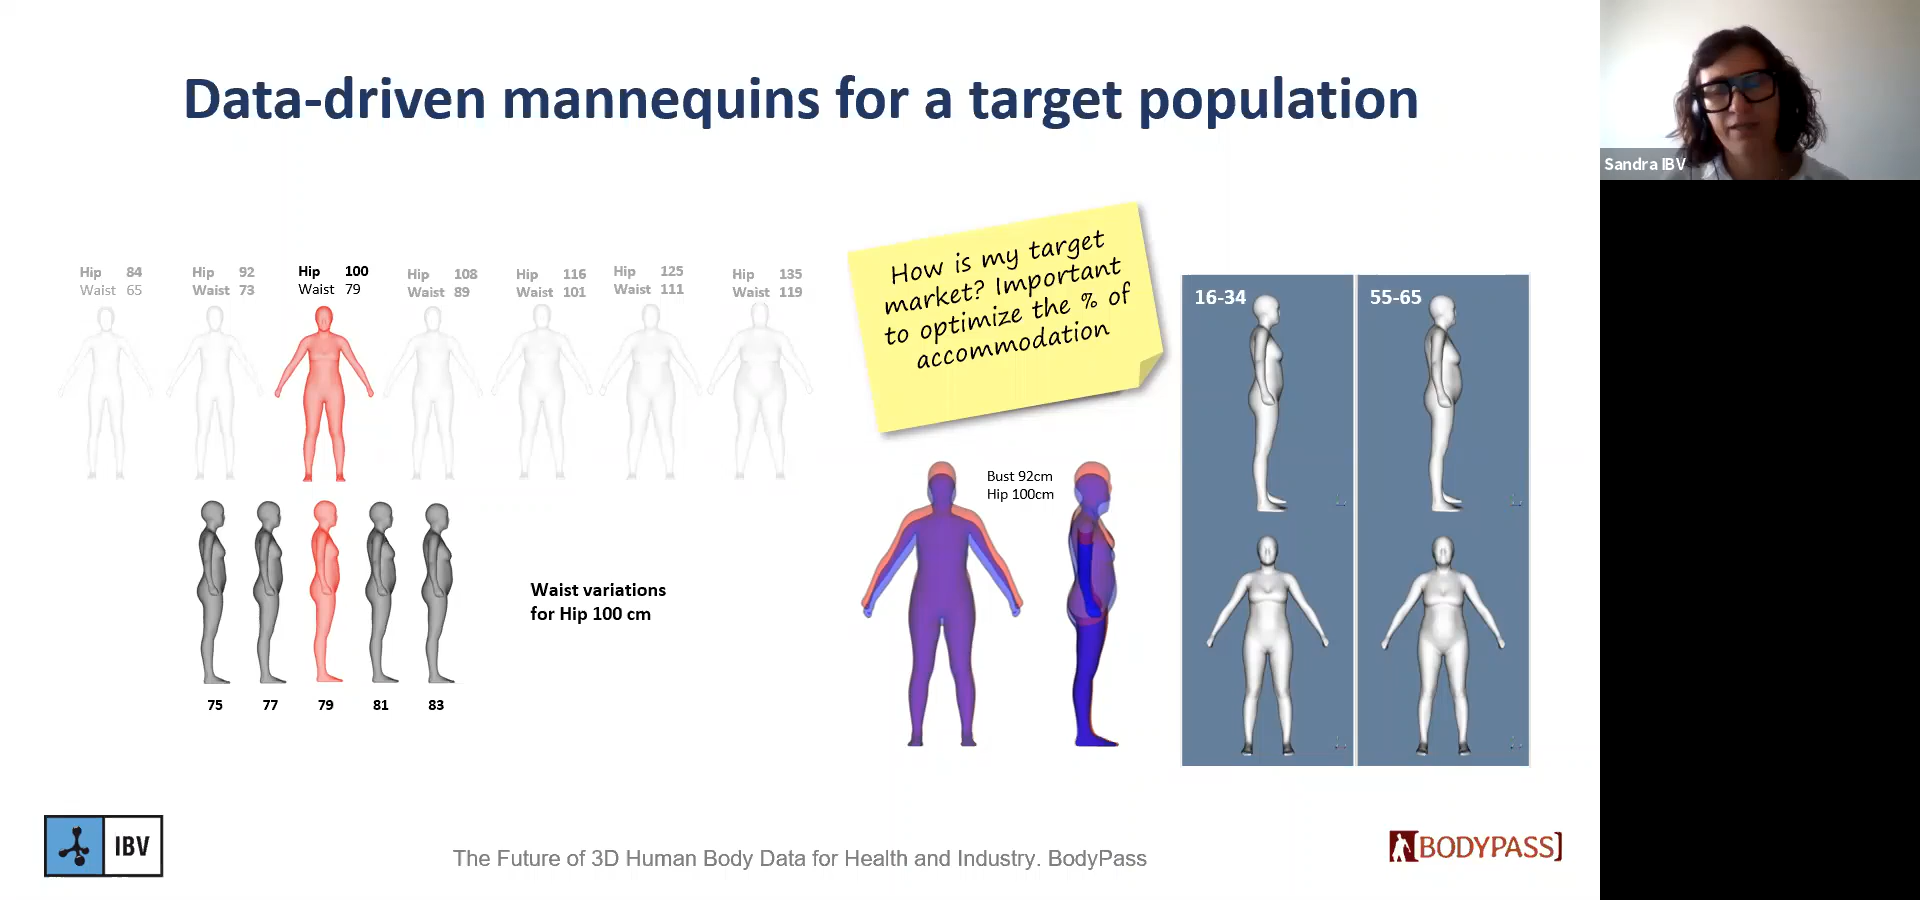 Data-driven mannequins for a target population
Sandra IBV
Hip 84
Waist 65
Hip 92
Waist 73
Hip 100
Waist 79
Hip 108
Waist 89
Hip 116
Waist 101
Hip 125
Waist 111
Hip 135
Waist 119
How is my target
market? Important
to optimize the % of
accommodation
16-34
55-65
Bust 92cm
Hip 100cm
Waist variations
for Hip 100 cm
75
77
79
81
83
IBV
The Future of 3D Human Body Data for Health and Industry. BodyPass
[BODYPASS]